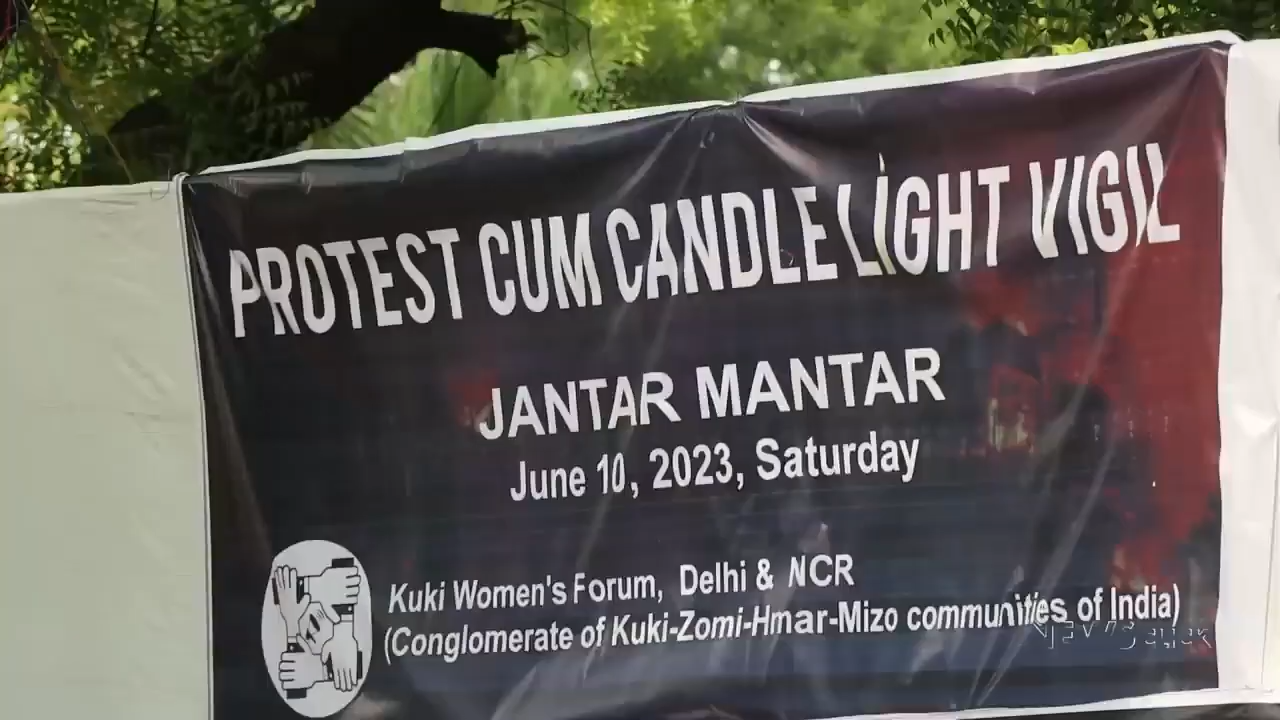 PROTEST CUM CANDLE LIGHT VIGIL
JANTAR MANTAR
June 10, 2023, Saturday
Kuki Women's Forum, Delhi & NCR
(Conglomerate of Kuki-Zomi-Hmar-Mizo communities of India)
NEWSclick